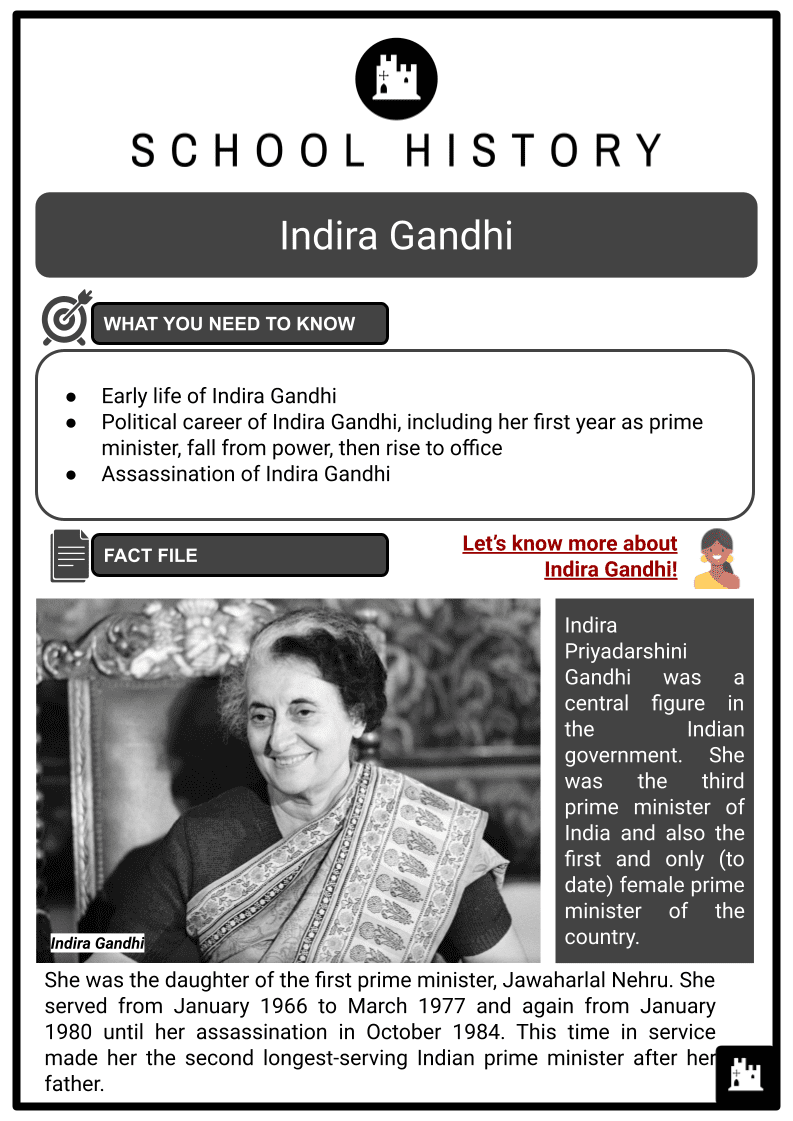 SCHOOL HISTORY
Indira Gandhi
WHAT YOU NEED TO KNOW
● Early life of Indira Gandhi
● Political career of Indira Gandhi, including her first year as prime
minister, fall from power, then rise to office
● Assassination of Indira Gandhi
FACT FILE
Let’s know more about
Indira Gandhi!
Indira Gandhi
Indira
Priyadarshini
Gandhi was a
central figure in
the Indian
government. She
was the third
prime minister of
India and also the
first and only (to
date) female prime
minister of the
country.
She was the daughter of the first prime minister, Jawaharlal Nehru. She
served from January 1966 to March 1977 and again from January
1980 until her assassination in October 1984. This time in service
made her the second longest-serving Indian prime minister after her
father.